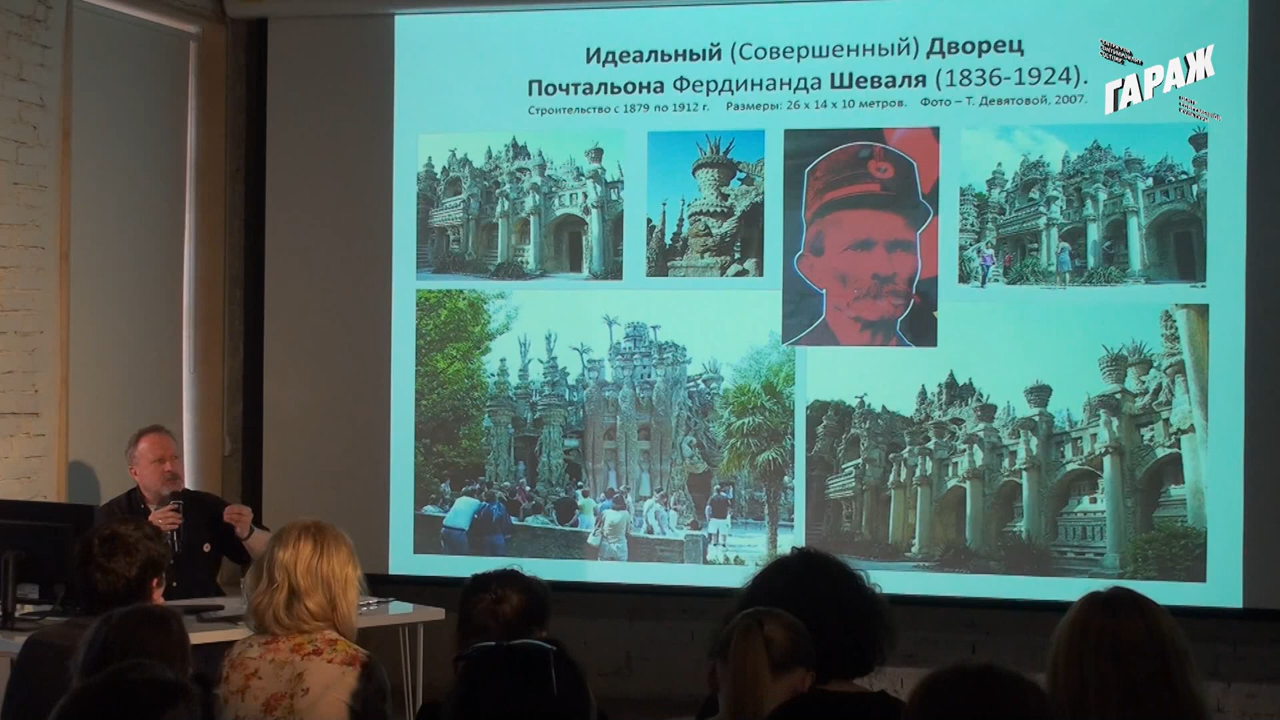 Идеальный (Совершенный) Дворец
Почтальона Фердинанда Шеваля (1836-1924).
Строительство с 1879 по 1912 г. Размеры: 26 х 14 х 10 метров. Фото – Т. Девятовой, 2007.
ГАРАЖ